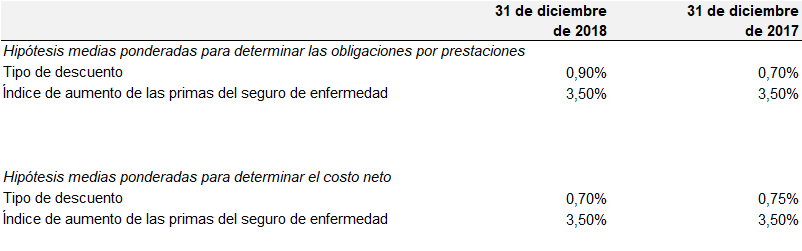 31 de diciembre 31 de diciembre
de 2018 de 2017
Hipótesis medias ponderadas para determinar las obligaciones por prestaciones
Tipo de descuento 0,90% 0,70%
Índice de aumento de las primas del seguro de enfermedad 3,50% 3,50%
Hipótesis medias ponderadas para determinar el costo neto
Tipo de descuento 0,70% 0,75%
Índice de aumento de las primas del seguro de enfermedad 3,50% 3,50%